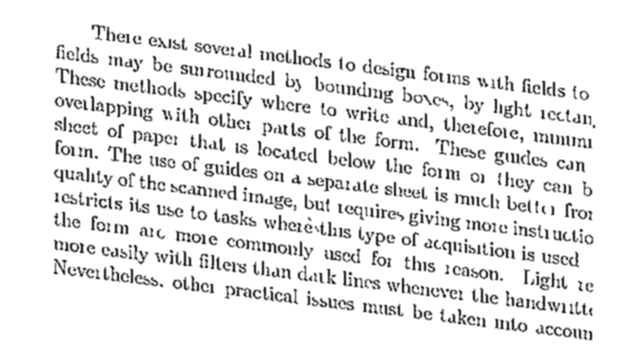 There exist several methods to design forms with fields to
fields may be surrounded by bounding boxes, by light rectan,
These methods specify where to write and, therefore, minimi
overlapping with other parts of the form. These guides can
sheet of paper that is located below the form or they can b
form. The use of guides on a separate sheet is much better fror
quality of the scanned image, but requires giving more instructio
restricts its use to tasks where this type of acquisition is used
the form are more commonly used for this reason. Light re
more easily with filters than dark lines whenever the handwritte
Nevertheless, other practical issues must be taken into accoun